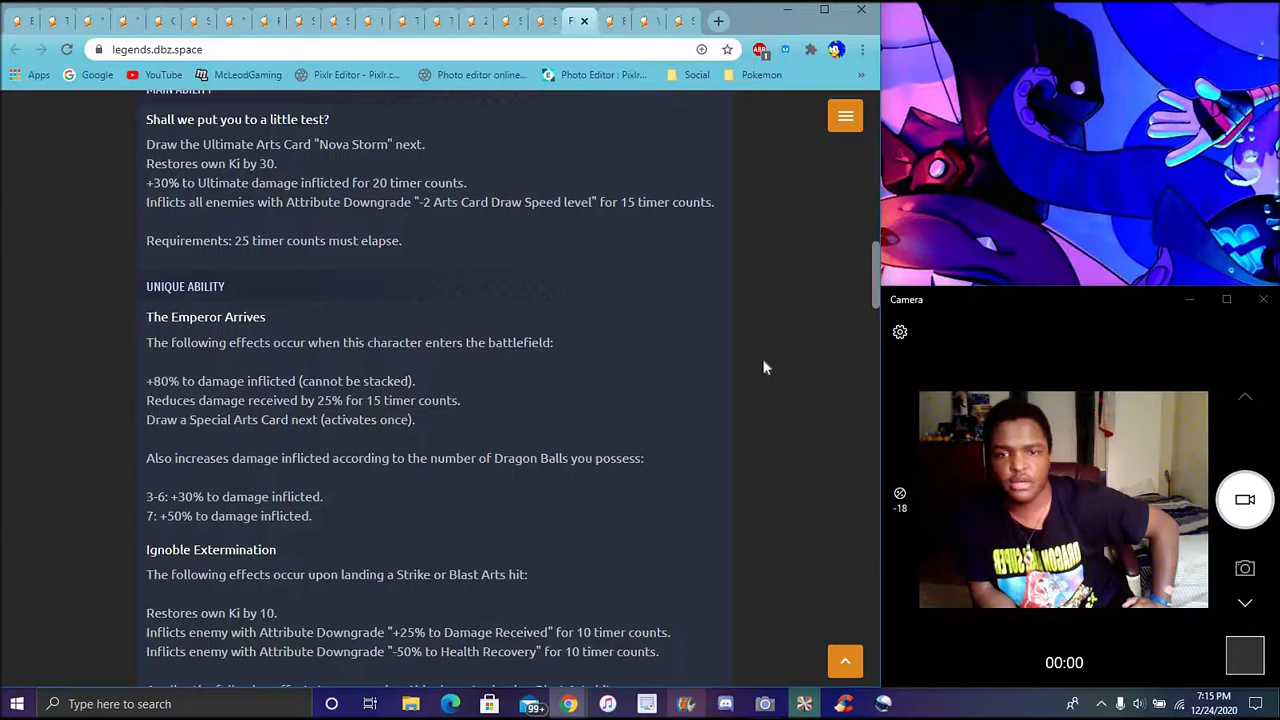 legends.dbz.space
Apps
Google
YouTube
McLeodGaming
Pixlr Editor - Pixlr.c...
Photo editor online...
Photo Editor : Pixlr...
Social
Pokemon
»
MAIN ABILITY
Shall we put you to a little test?
Draw the Ultimate Arts Card "Nova Storm" next.
Restores own Ki by 30.
+30% to Ultimate damage inflicted for 20 timer counts.
Inflicts all enemies with Attribute Downgrade "-2 Arts Card Draw Speed level" for 15 timer counts.
Requirements: 25 timer counts must elapse.
UNIQUE ABILITY
The Emperor Arrives
The following effects occur when this character enters the battlefield:
+80% to damage inflicted (cannot be stacked).
Reduces damage received by 25% for 15 timer counts.
Draw a Special Arts Card next (activates once).
Also increases damage inflicted according to the number of Dragon Balls you possess:
3-6: +30% to damage inflicted.
7: +50% to damage inflicted.
Ignoble Extermination
The following effects occur upon landing a Strike or Blast Arts hit:
Restores own Ki by 10.
Inflicts enemy with Attribute Downgrade "+25% to Damage Received" for 10 timer counts.
Inflicts enemy with Attribute Downgrade "-50% to Health Recovery" for 10 timer counts.
Camera
-18
00:00
Type here to search
99+
7:15 PM
12/24/2020